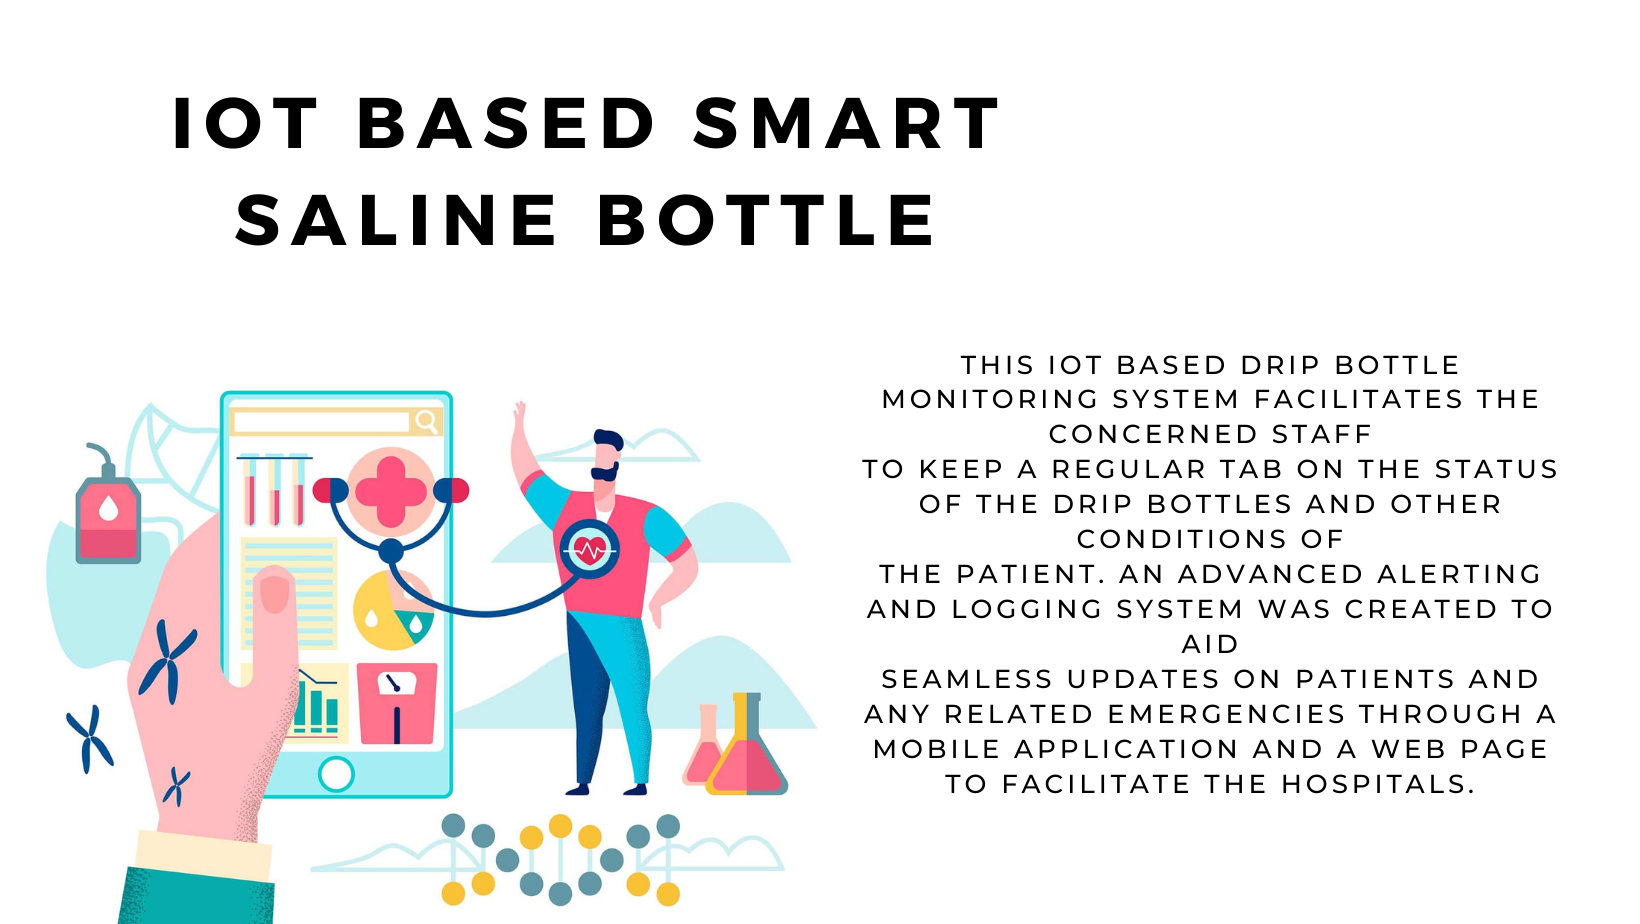 IOT BASED SMART
SALINE BOTTLE
THIS IOT BASED DRIP BOTTLE
MONITORING SYSTEM FACILITATES THE
CONCERNED STAFF
TO KEEP A REGULAR TAB ON THE STATUS
OF THE DRIP BOTTLES AND OTHER
CONDITIONS OF
THE PATIENT. AN ADVANCED ALERTING
AND LOGGING SYSTEM WAS CREATED TO
AID
SEAMLESS UPDATES ON PATIENTS AND
ANY RELATED EMERGENCIES THROUGH A
MOBILE APPLICATION AND A WEB PAGE
TO FACILITATE THE HOSPITALS.